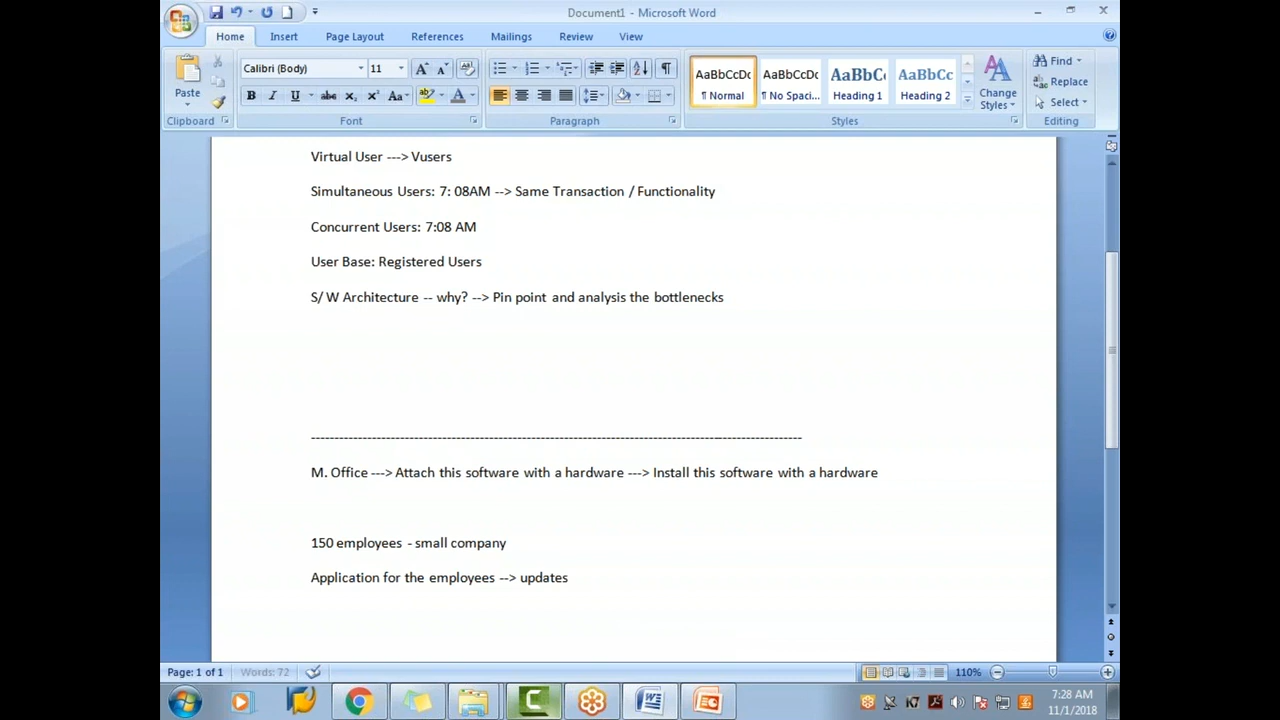 Document1 - Microsoft Word
Home Insert Page Layout References Mailings Review View
Calibri (Body) 11
AaBbCcDc AaBbCcDc AaBbC AaBbCc
¶ Normal ¶ No Spaci... Heading 1 Heading 2
Change Styles
Find
Replace
Select
Paste
Clipboard Font Paragraph Styles Editing
Virtual User ---> Vusers
Simultaneous Users: 7: 08AM --> Same Transaction / Functionality
Concurrent Users: 7:08 AM
User Base: Registered Users
S/ W Architecture -- why? --> Pin point and analysis the bottlenecks
M. Office ---> Attach this software with a hardware ---> Install this software with a hardware
150 employees - small company
Application for the employees --> updates
Page: 1 of 1 Words: 72 110%
7:28 AM
11/1/2018